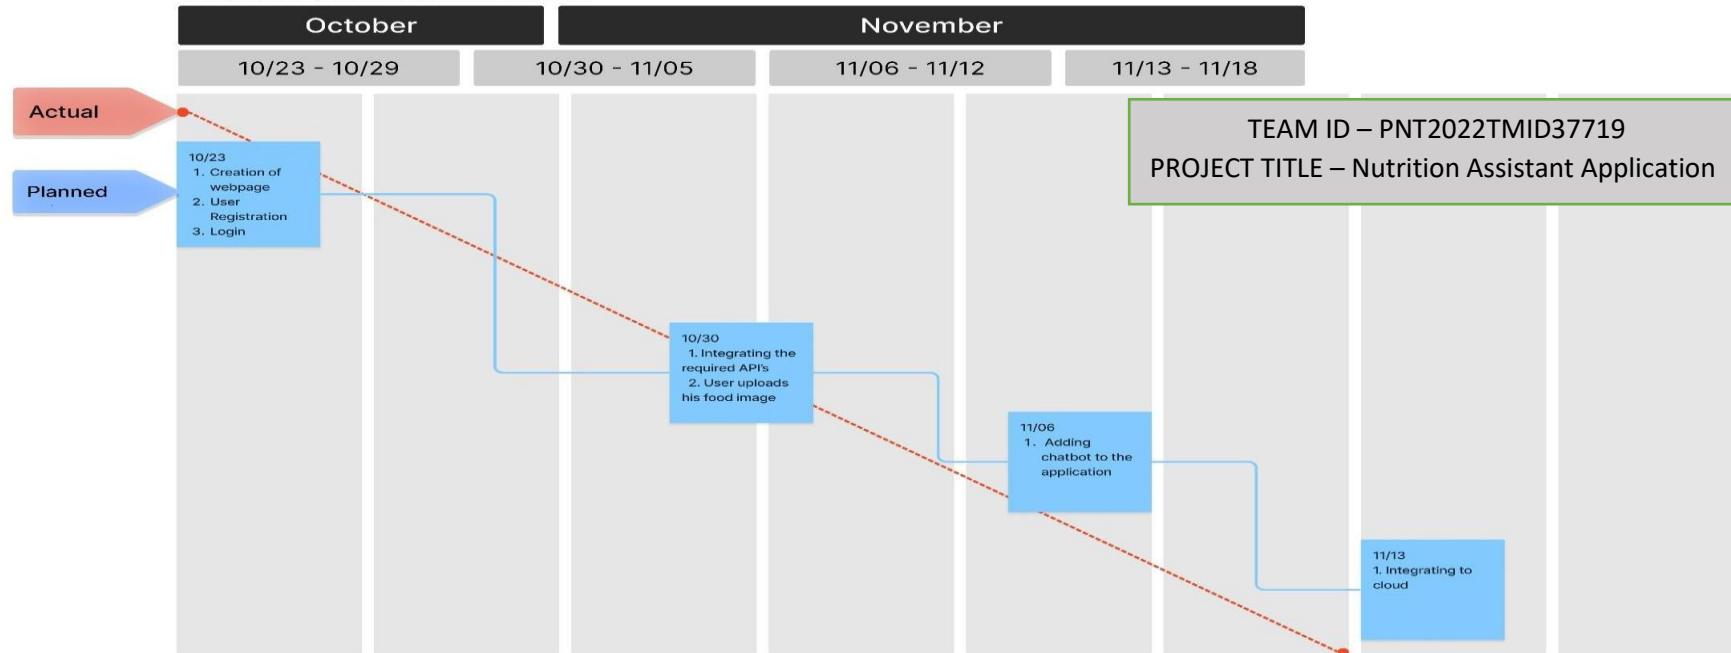 October
November
10/23 - 10/29
10/30 - 11/05
11/06 - 11/12
11/13 - 11/18
Actual
Planned
TEAM ID – PNT2022TMID37719
PROJECT TITLE – Nutrition Assistant Application
10/23
1. Creation of
webpage
2. User
Registration
3. Login
10/30
1. Integrating the
required API's
2. User uploads
his food image
11/06
1. Adding
chatbot to the
application
11/13
1. Integrating to
cloud